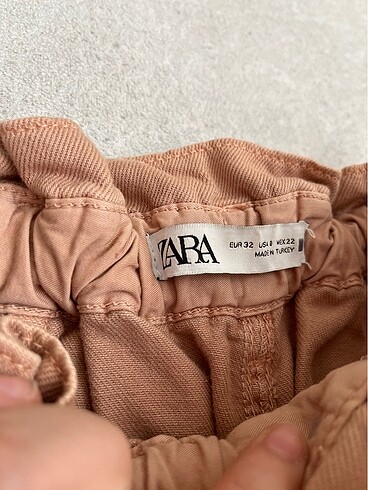 ZARA
EUR 32 USA 0 MEX 22
MADE IN TURKEY